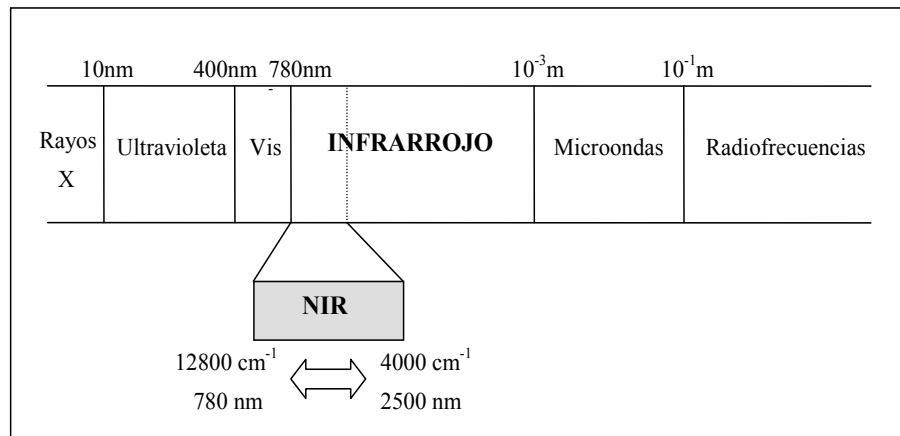 10nm 400nm 780nm 10⁻³m 10⁻¹m
Rayos X
Ultravioleta
Vis
INFRARROJO
Microondas
Radiofrecuencias
NIR
12800 cm⁻¹ 4000 cm⁻¹
780 nm 2500 nm